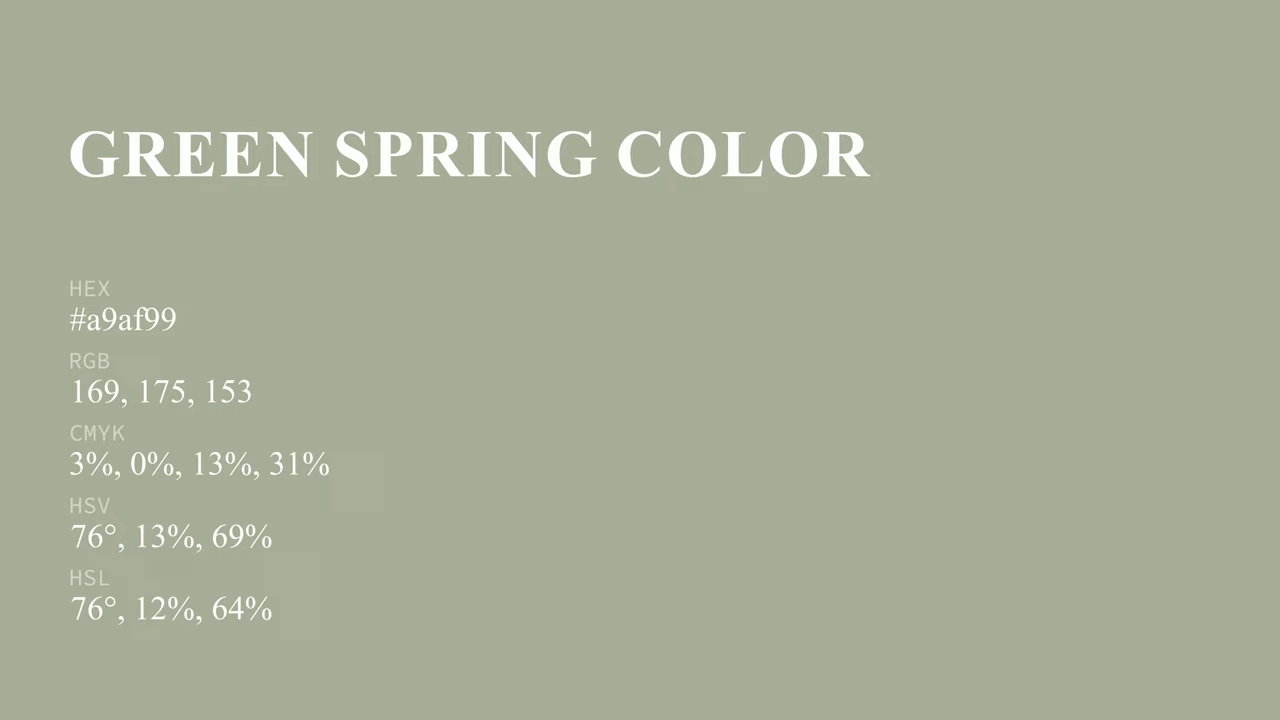 GREEN SPRING COLOR
HEX
#a9af99
RGB
169, 175, 153
CMYK
3%, 0%, 13%, 31%
HSV
76°, 13%, 69%
HSL
76°, 12%, 64%